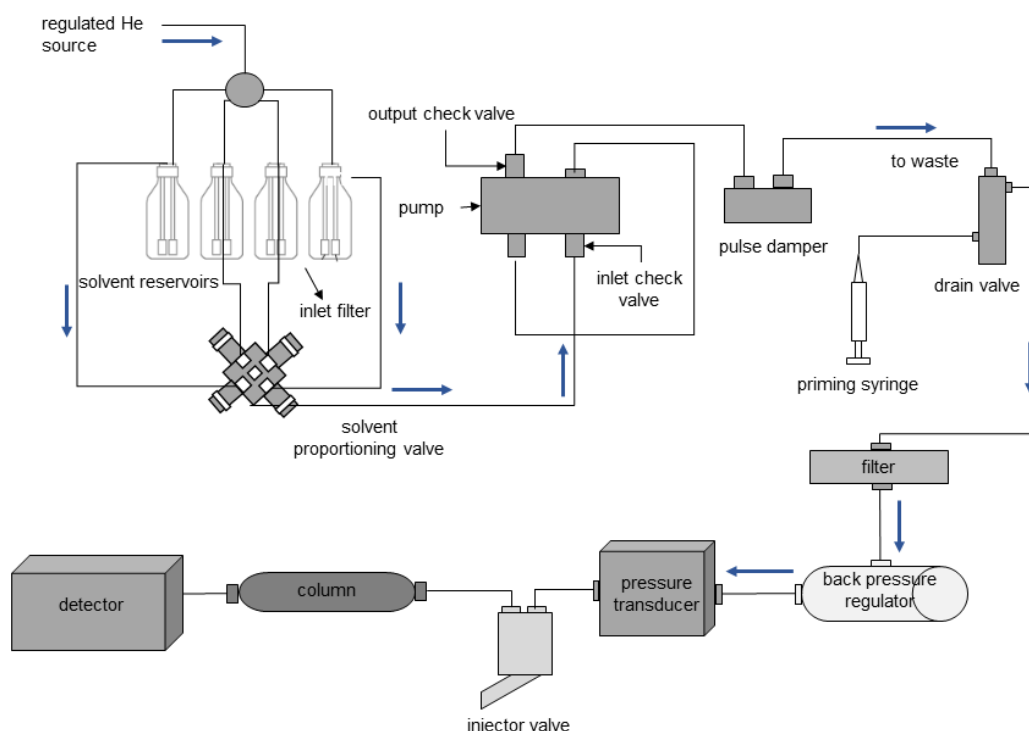 regulated He
source
output check valve
to waste
pump
pulse damper
solvent reservoirs
inlet filter
inlet check
valve
drain valve
priming syringe
solvent
proportioning valve
filter
detector
column
pressure
transducer
back pressure
regulator
injector valve